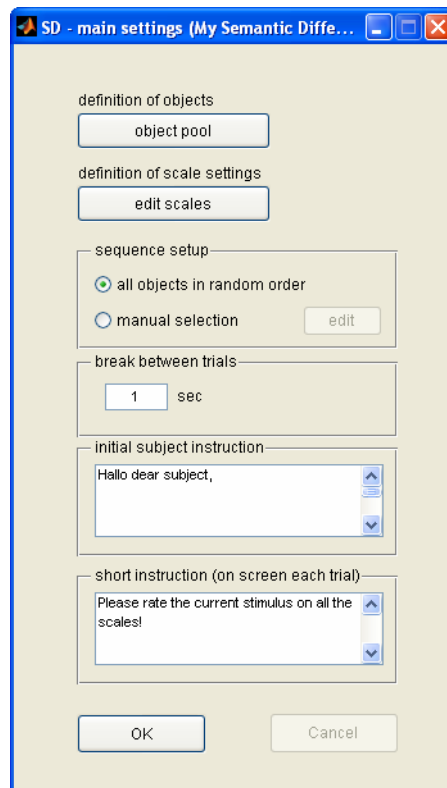 SD - main settings (My Semantic Diffe...
definition of objects
object pool
definition of scale settings
edit scales
sequence setup
all objects in random order
manual selection
edit
break between trials
1 sec
initial subject instruction
Hallo dear subject,
short instruction (on screen each trial)
Please rate the current stimulus on all the
scales!
OK Cancel